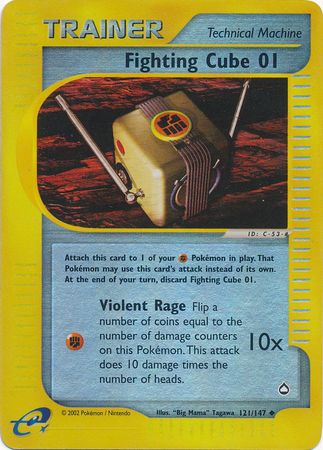 TRAINER
Technical Machine
Fighting Cube 01
ID: C-53-#
Attach this card to 1 of your Pokémon in play. That
Pokémon may use this card's attack instead of its own.
At the end of your turn, discard Fighting Cube 01.
Violent Rage Flip a
number of coins equal to the
number of damage counters
on this Pokémon. This attack
does 10 damage times the
number of heads.
10x
e
© 2002 Pokémon / Nintendo
Illus. "Big Mama" Tagawa
121/147